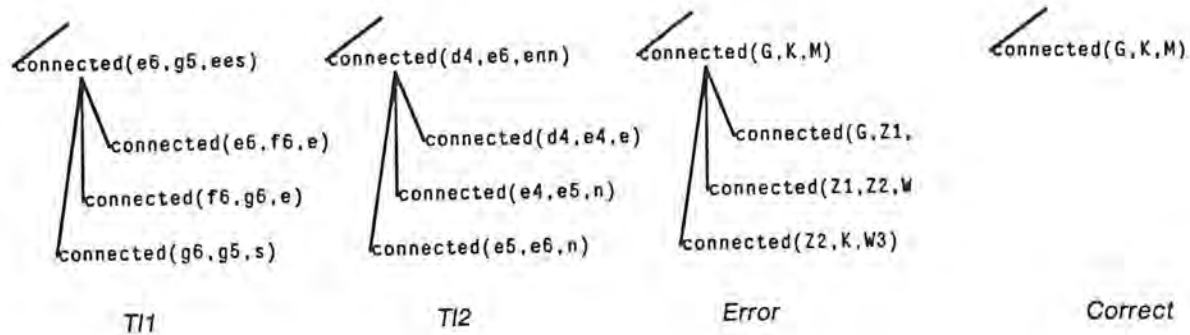 connected(e6,g5,ees) connected(d4,e6,enn) connected(G,K,M) connected(G,K,M)
connected(e6,f6,e) connected(d4,e4,e) connected(G,Z1,
connected(f6,g6,e) connected(e4,e5,n) connected(Z1,Z2,W
connected(g6,g5,s) connected(e5,e6,n) connected(Z2,K,W3)
TI1 TI2 Error Correct